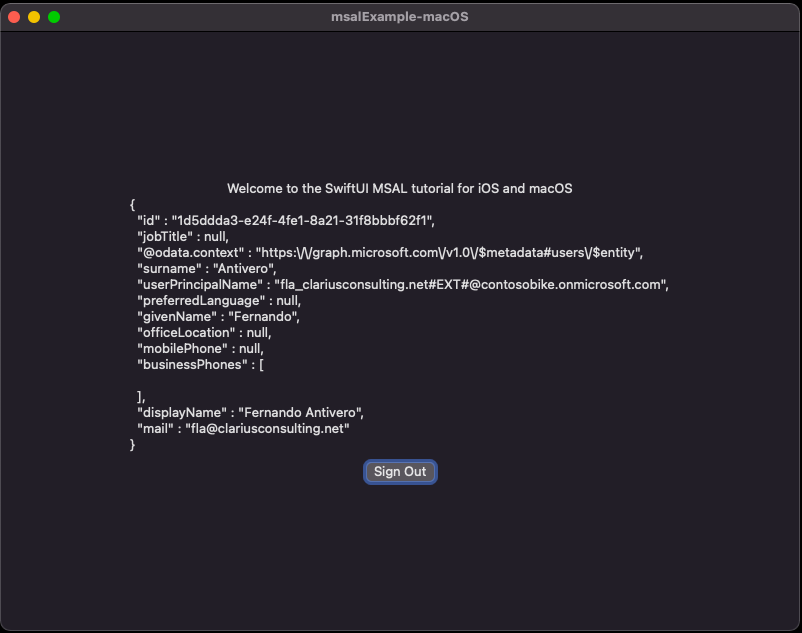 msalExample-macOS
Welcome to the SwiftUI MSAL tutorial for iOS and macOS
{
"id" : "1d5ddda3-e24f-4fe1-8a21-31f8bbbf62f1",
"jobTitle" : null,
"@odata.context" : "https:\/\/graph.microsoft.com\/v1.0\/$metadata#users\/$entity",
"surname" : "Antivero",
"userPrincipalName" : "fla_clariusconsulting.net#EXT#@contosobike.onmicrosoft.com",
"preferredLanguage" : null,
"givenName" : "Fernando",
"officeLocation" : null,
"mobilePhone" : null,
"businessPhones" : [
],
"displayName" : "Fernando Antivero",
"mail" : "fla@clariusconsulting.net"
}
Sign Out